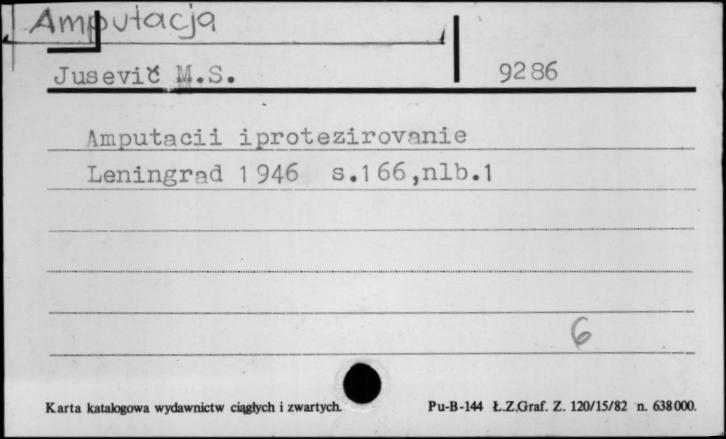 Amputacja
Jusevič M.S. 9286
Amputacii iprotezirovanie
Leningrad 1946 s.166,nlb.1
6
Karta katalogowa wydawnictw ciągłych i zwartych. Pu-B-144 Ł.Z.Graf. Z. 120/15/82 n. 638000.